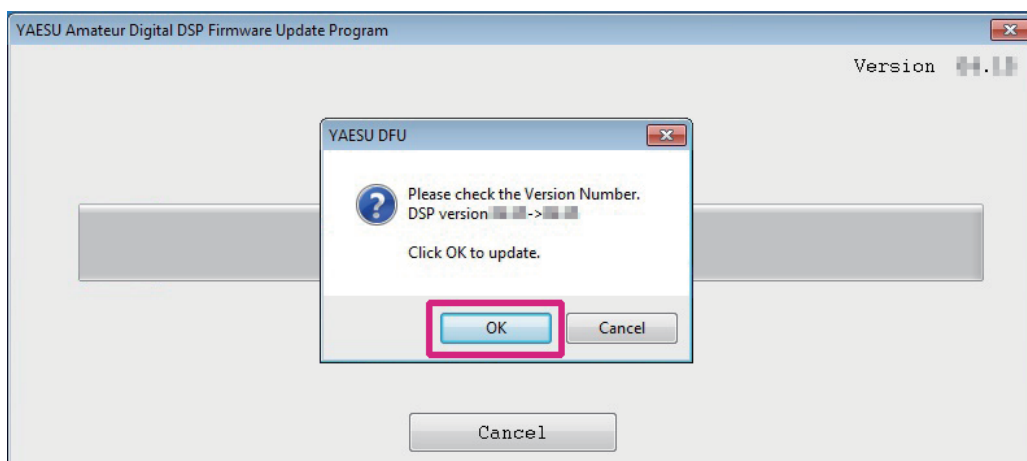 YAESU Amateur Digital DSP Firmware Update Program
Version
YAESU DFU
Please check the Version Number.
DSP version ->
Click OK to update.
OK Cancel
Cancel